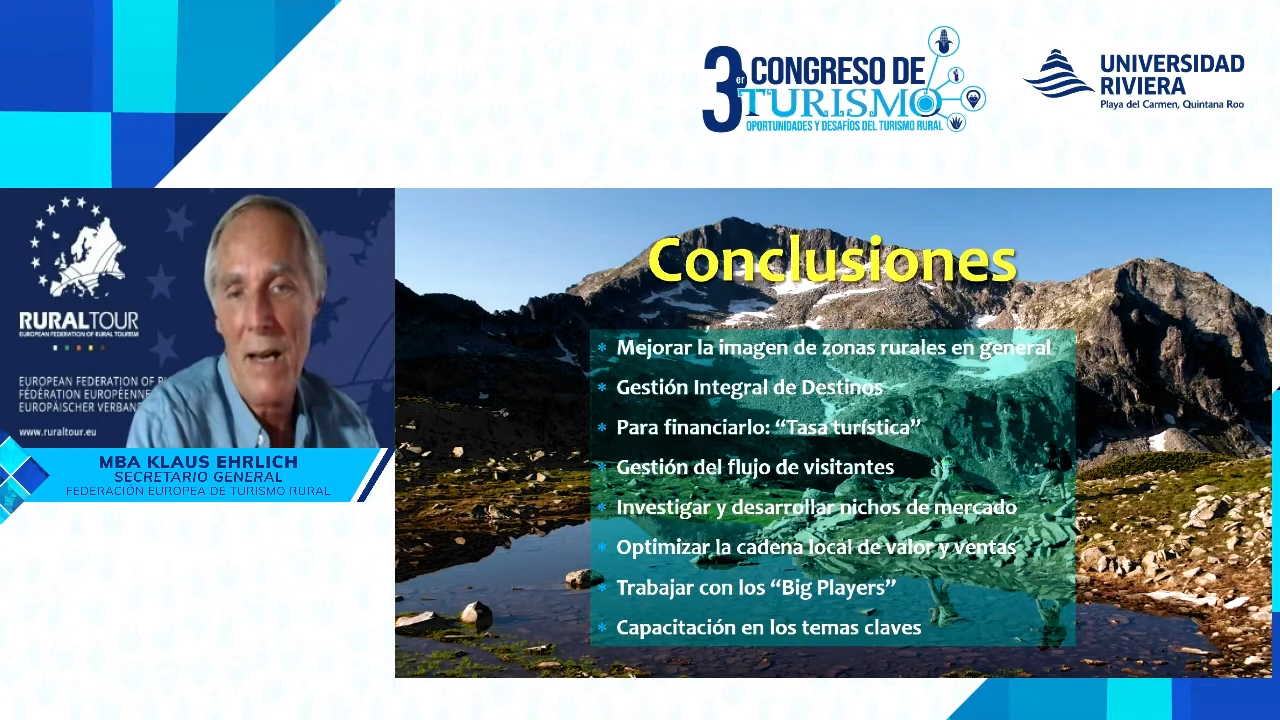 3er CONGRESO DE
TURISMO
OPORTUNIDADES Y DESAFÍOS DEL TURISMO RURAL
UNIVERSIDAD
RIVIERA
Playa del Carmen, Quintana Roo
RURALTOUR
EUROPEAN FEDERATION OF RURAL TOURISM
EUROPEAN FEDERATION OF
FÉDÉRATION EUROPÉENNE
EUROPÄISCHER
www.ruraltour.eu
MBA KLAUS EHRLICH
SECRETARIO GENERAL
FEDERACIÓN EUROPEA DE TURISMO RURAL
Conclusiones
Mejorar la imagen de zonas rurales en general
Gestión Integral de Destinos
Para financiarlo: “Tasa turística”
Gestión del flujo de visitantes
Investigar y desarrollar nichos de mercado
Optimizar la cadena local de valor y ventas
Trabajar con los “Big Players”
Capacitación en los temas claves